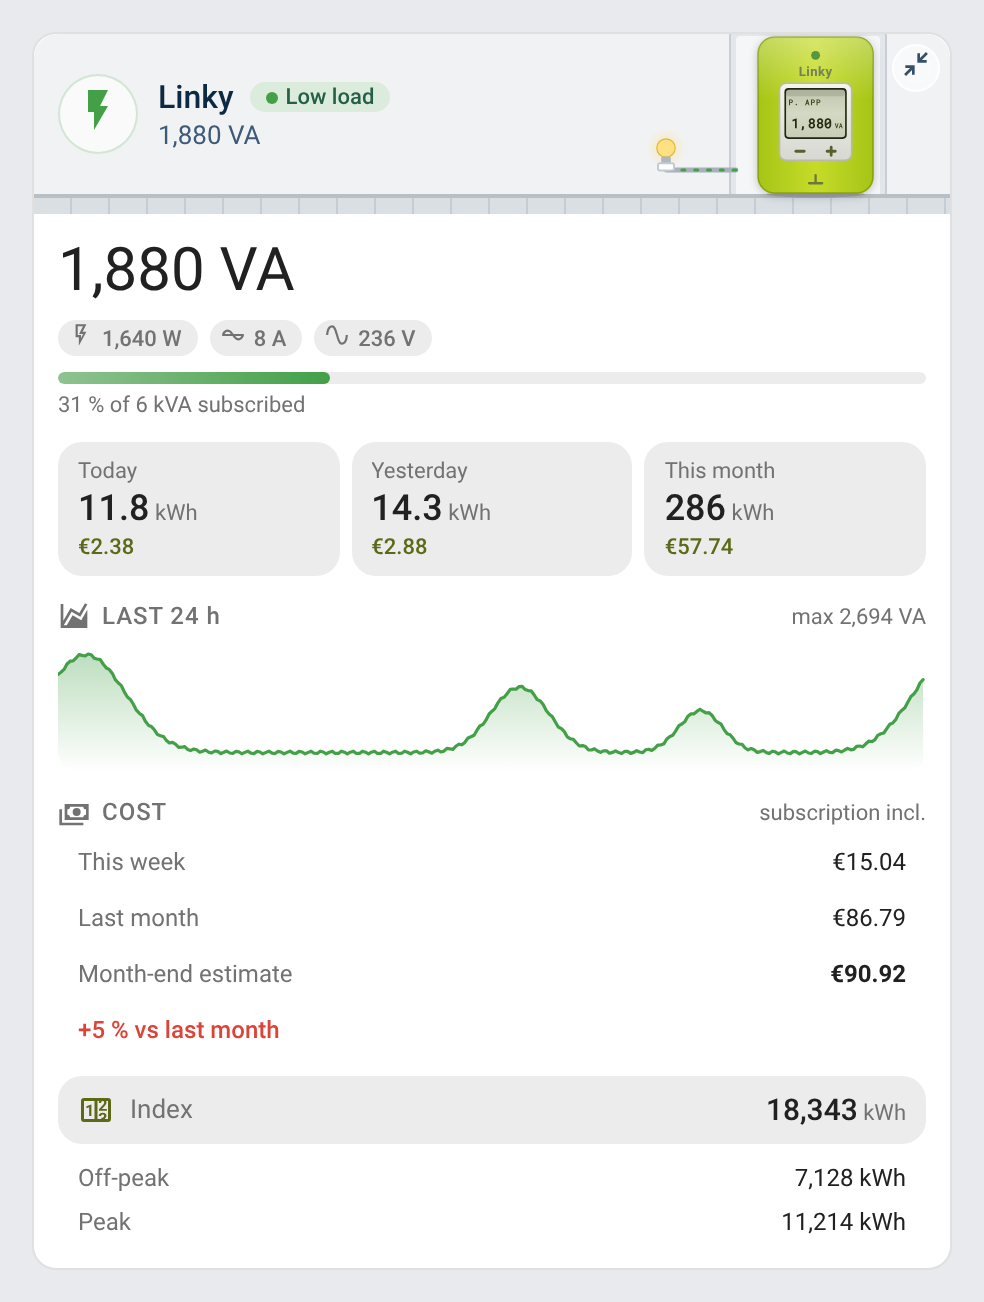 Linky
Low load
1,880 VA
Linky
P. APP
1,880 VA
1,880 VA
1,640 W
8 A
236 V
31 % of 6 kVA subscribed
Today
11.8 kWh
€2.38
Yesterday
14.3 kWh
€2.88
This month
286 kWh
€57.74
LAST 24 h
max 2,694 VA
COST
subscription incl.
This week
€15.04
Last month
€86.79
Month-end estimate
€90.92
+5 % vs last month
Index
18,343 kWh
Off-peak
7,128 kWh
Peak
11,214 kWh